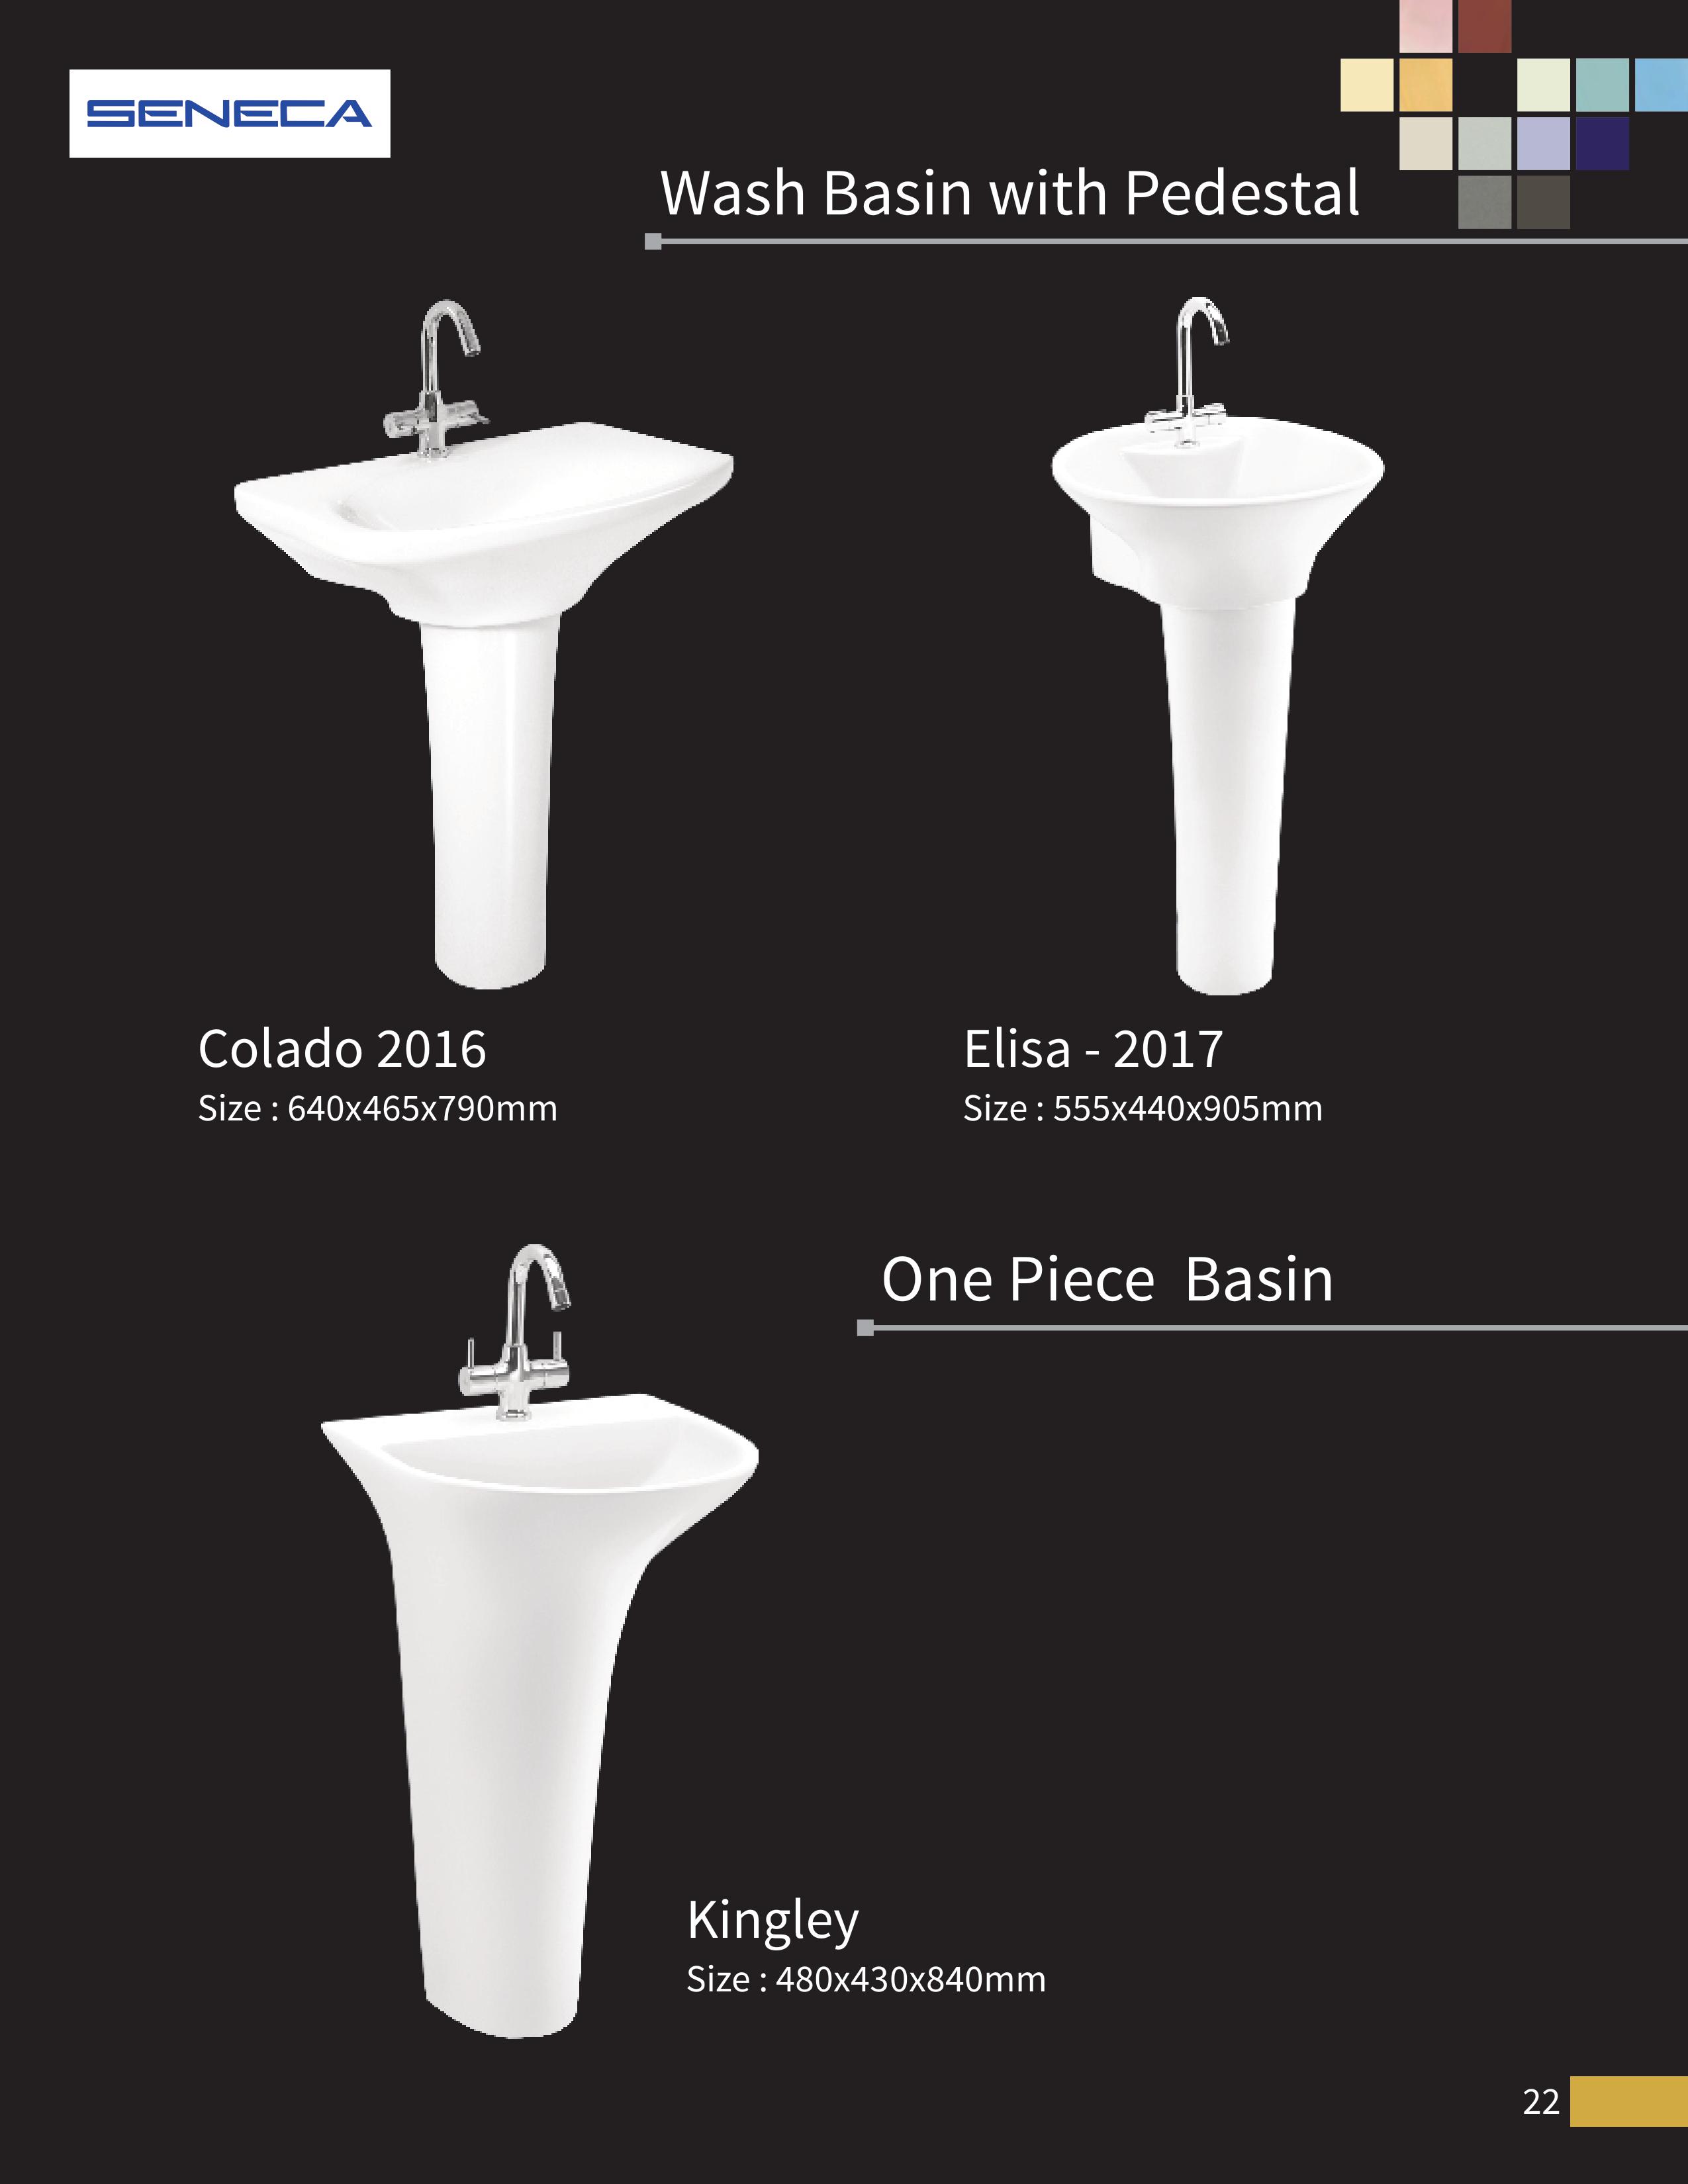 SENECA
Wash Basin with Pedestal
Colado 2016
Size : 640x465x790mm
Elisa - 2017
Size : 555x440x905mm
One Piece  Basin
Kingley
Size : 480x430x840mm
22